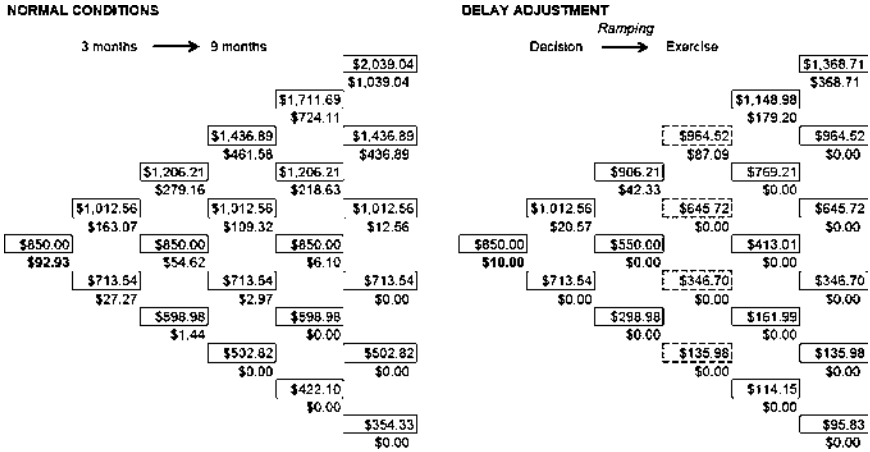 NORMAL CONDITIONS DELAY ADJUSTMENT
Ramping
3 months 9 months Decision Exercise
$2,039.04 $1,368.71
$1,039.04 $368.71
$1,711.69 $1,148.98
$724.11 $179.20
$1,436.89 $1,436.89 $964.52 $964.52
$461.58 $436.89 $87.09 $0.00
$1,206.21 $1,206.21 $906.21 $769.21
$279.16 $218.63 $42.33 $0.00
$1,012.56 $1,012.56 $1,012.56 $1,012.56 $645.72 $645.72
$163.07 $109.32 $12.56 $20.57 $0.00 $0.00
$850.00 $850.00 $850.00 $850.00 $550.00 $413.01
$92.93 $54.62 $6.10 $10.00 $0.00 $0.00
$713.54 $713.54 $713.54 $713.54 $346.70 $346.70
$27.27 $2.97 $0.00 $0.00 $0.00 $0.00
$598.98 $598.98 $298.98 $161.99
$1.44 $0.00 $0.00 $0.00
$502.82 $502.82 $135.98 $135.98
$0.00 $0.00 $0.00 $0.00
$422.10 $114.15
$0.00 $0.00
$354.33 $95.83
$0.00 $0.00